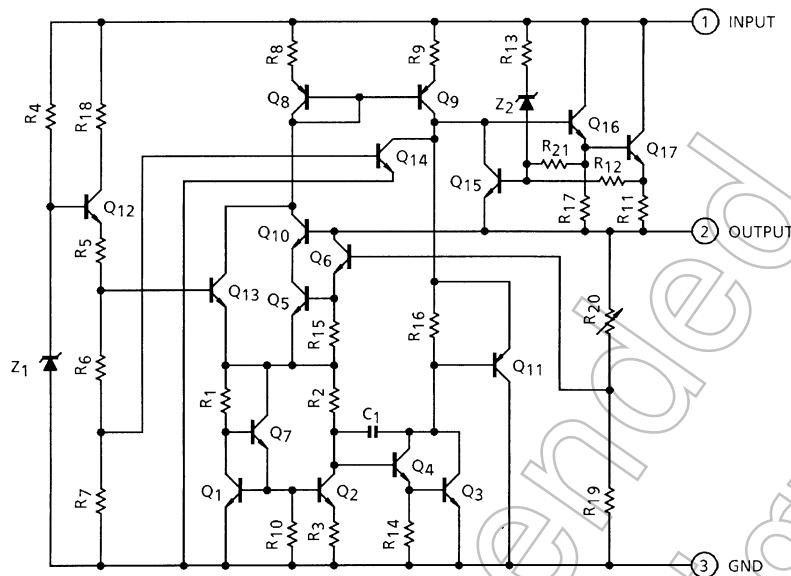 1 INPUT
R8
R9
R13
R4
R18
Q8
Q9
Z2
Q16
Q14
R21
Q17
R12
Q15
Q12
R17
R11
R5
Q10
2 OUTPUT
Q6
Q13
Q5
R20
R15
R16
Z1
R6
Q11
R1
R2
C1
Q7
Q4
R7
Q1
Q2
Q3
R19
R10
R3
R14
3 GND
ended